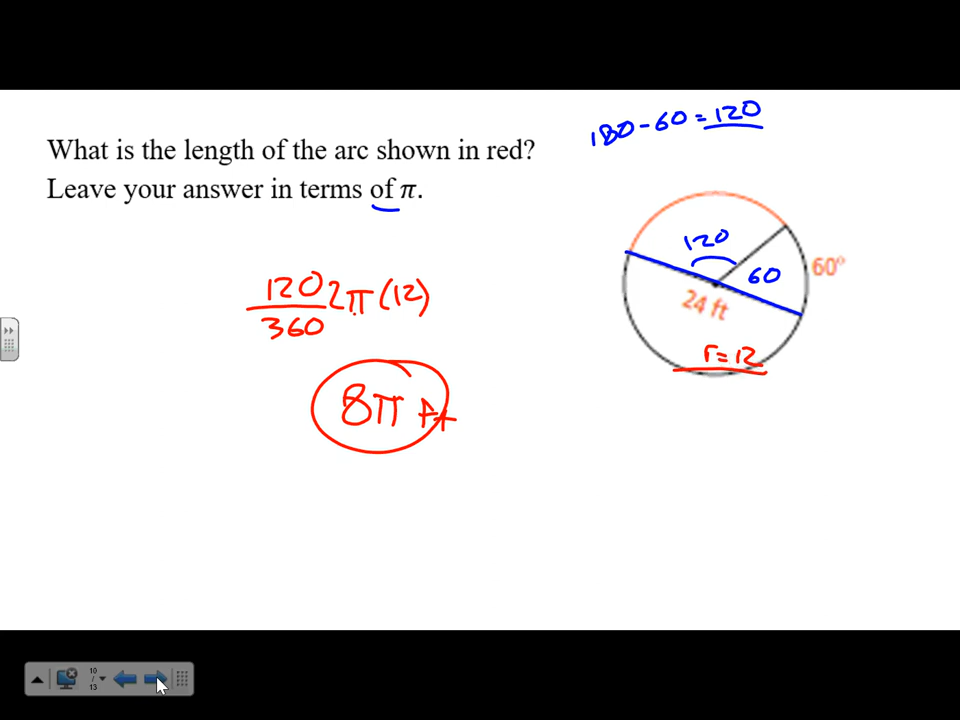 180 - 60 = 120
What is the length of the arc shown in red?
Leave your answer in terms of π.
120
60
60°
24 ft
r = 12
120/360 2π(12)
8π ft
10
/
13